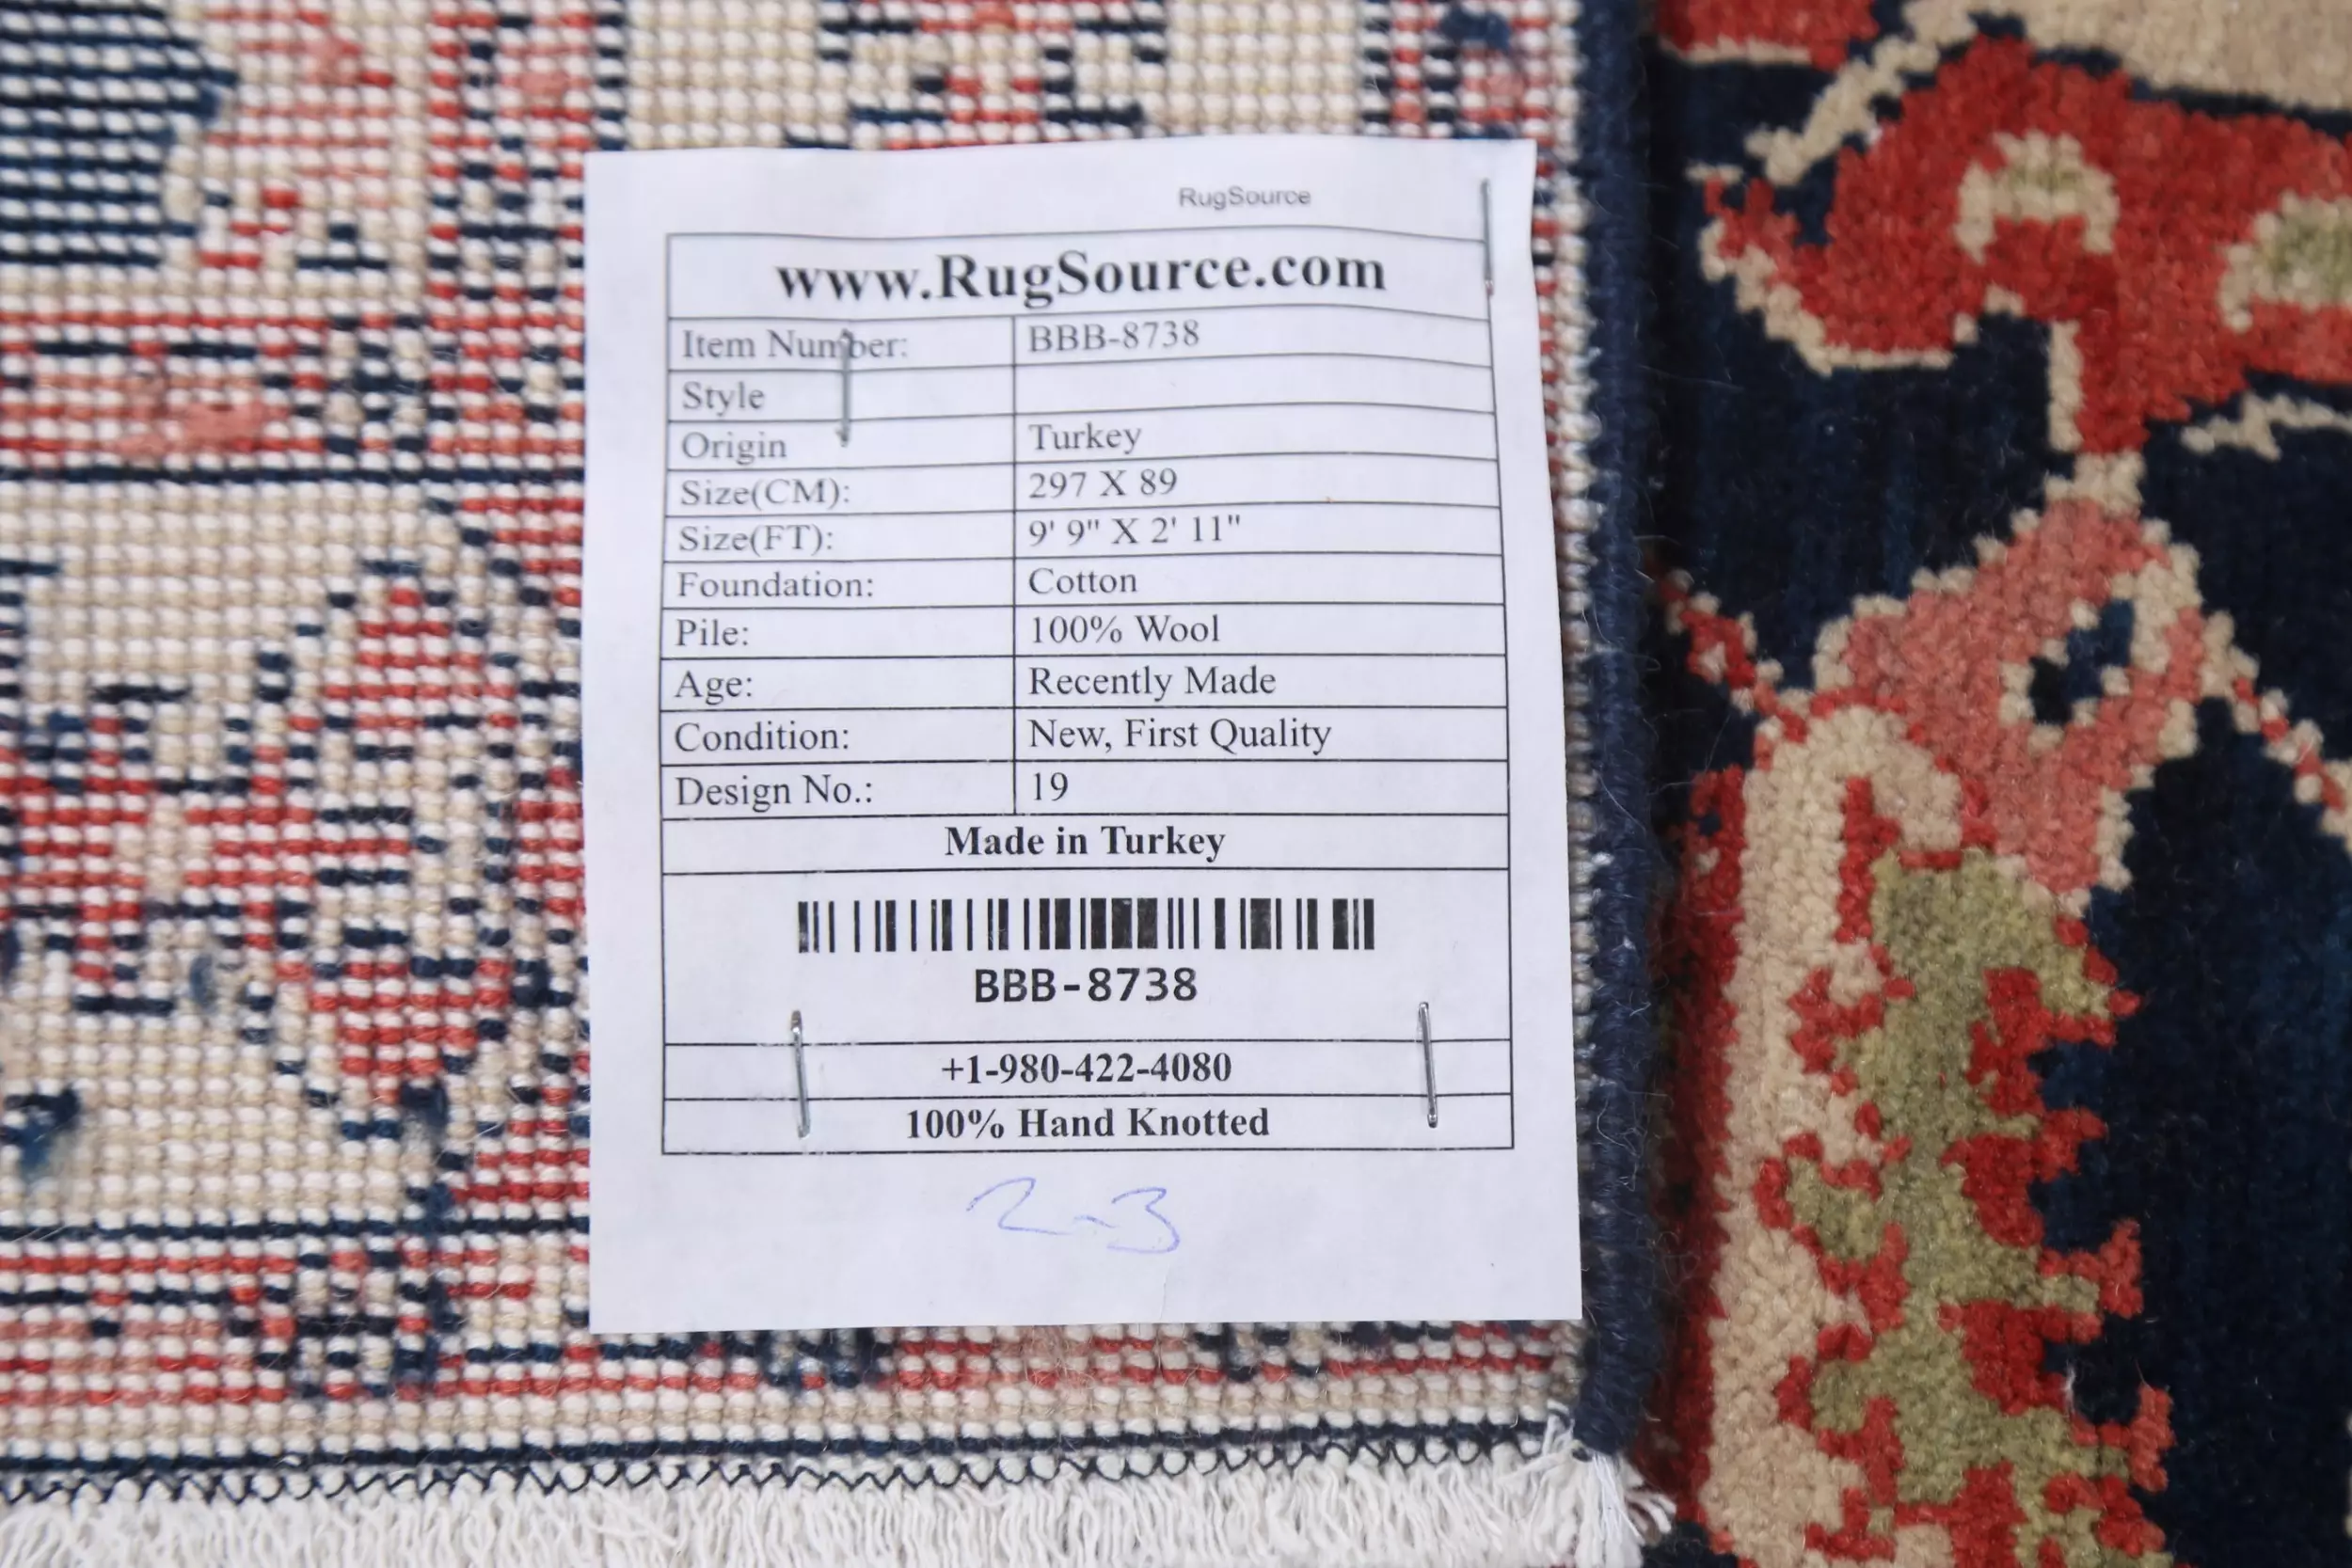 RugSource
www.RugSource.com
Item Number: BBB-8738
Style
Origin Turkey
Size(CM): 297 X 89
Size(FT): 9' 9" X 2' 11"
Foundation: Cotton
Pile: 100% Wool
Age: Recently Made
Condition: New, First Quality
Design No.: 19
Made in Turkey
BBB-8738
+1-980-422-4080
100% Hand Knotted
2-3